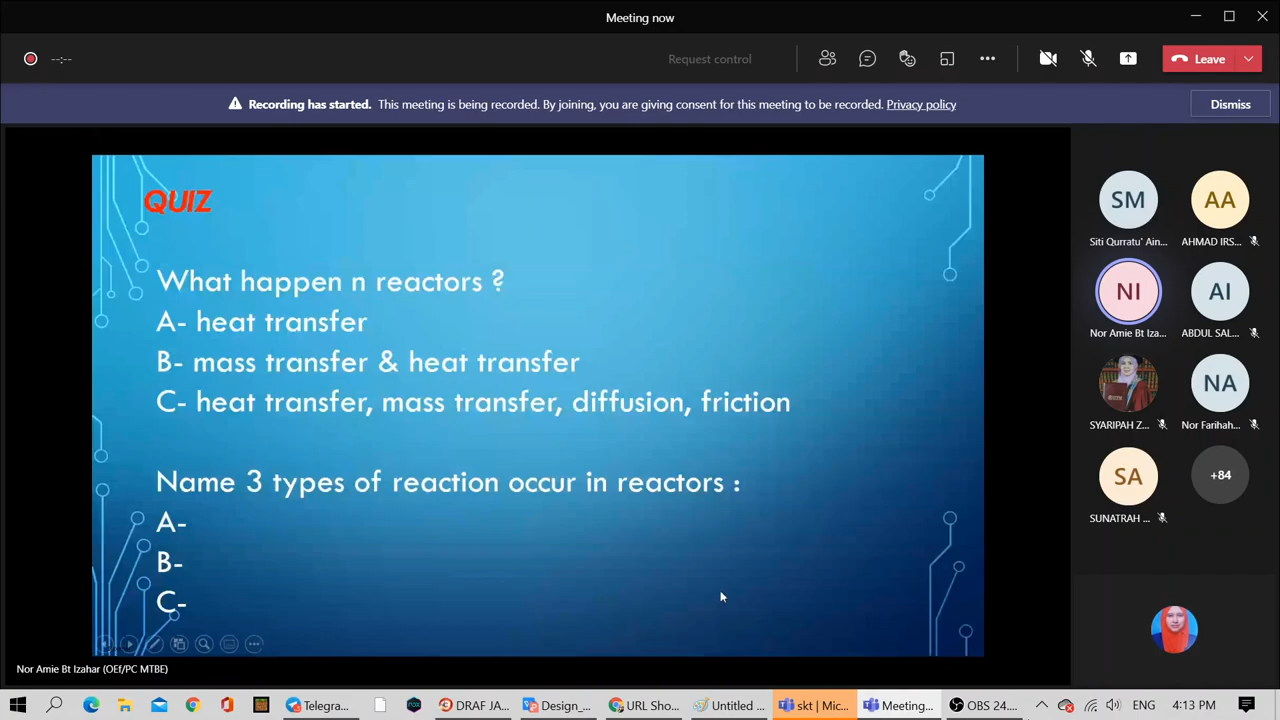 Meeting now
--:--
Request control
Leave
Recording has started. This meeting is being recorded. By joining, you are giving consent for this meeting to be recorded. Privacy policy
Dismiss
QUIZ
What happen n reactors ?
A- heat transfer
B- mass transfer & heat transfer
C- heat transfer, mass transfer, diffusion, friction
Name 3 types of reaction occur in reactors :
A-
B-
C-
Nor Amie Bt Izahar (OEf/PC MTBE)
SM
Siti Qurratu' Ain...
AA
AHMAD IRS...
NI
Nor Amie Bt Iza...
AI
ABDUL SAL...
SYARIPAH Z...
NA
Nor Farihah...
SA
SUNATRAH ...
+84
Telegra...
DRAF JA...
Design_...
URL Sho...
Untitled ...
skt | Mic...
Meeting...
OBS 24....
ENG
4:13 PM